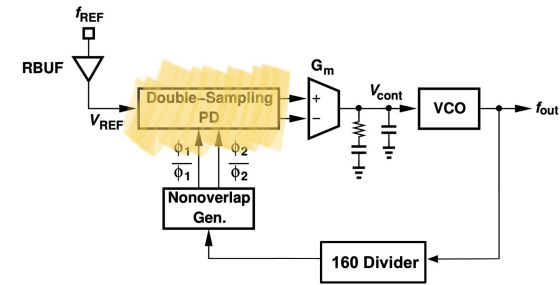 f_REF
RBUF
V_REF
Double–Sampling
PD
ϕ1 ϕ2
ϕ1 ϕ2
Nonoverlap
Gen.
G_m
+
−
V_cont
VCO
f_out
160 Divider